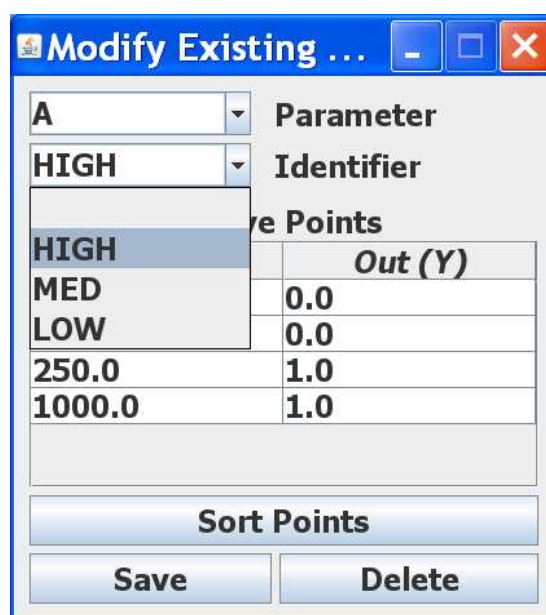 Modify Existing ...
A Parameter
HIGH Identifier
Points
HIGH Out (Y)
MED 0.0
LOW 0.0
250.0 1.0
1000.0 1.0
Sort Points
Save Delete